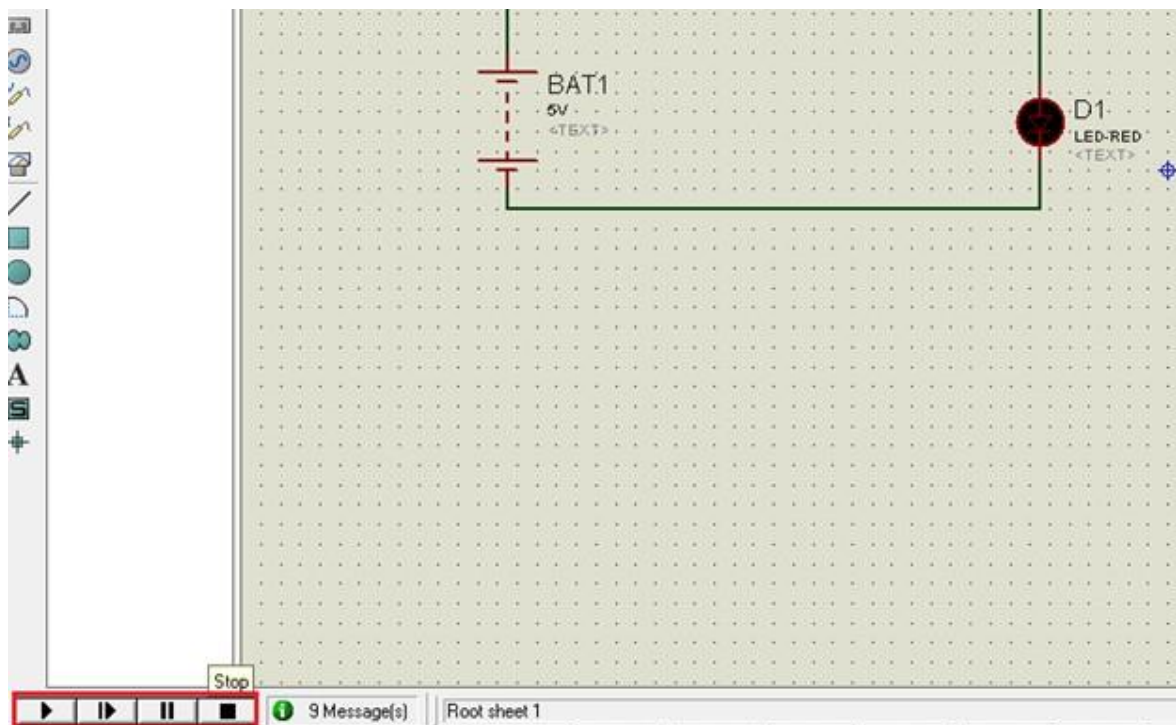 BAT1
5V
<TEXT>
D1
LED-RED
<TEXT>
A
Stop
9 Message(s)
Root sheet 1